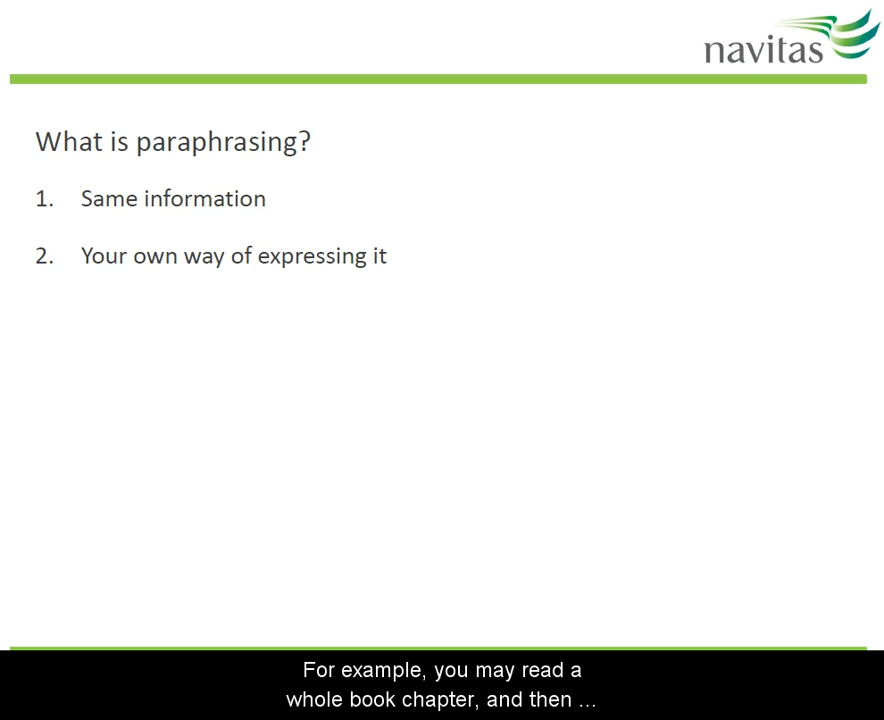 navitas
What is paraphrasing?
1. Same information
2. Your own way of expressing it
For example, you may read a
whole book chapter, and then ...